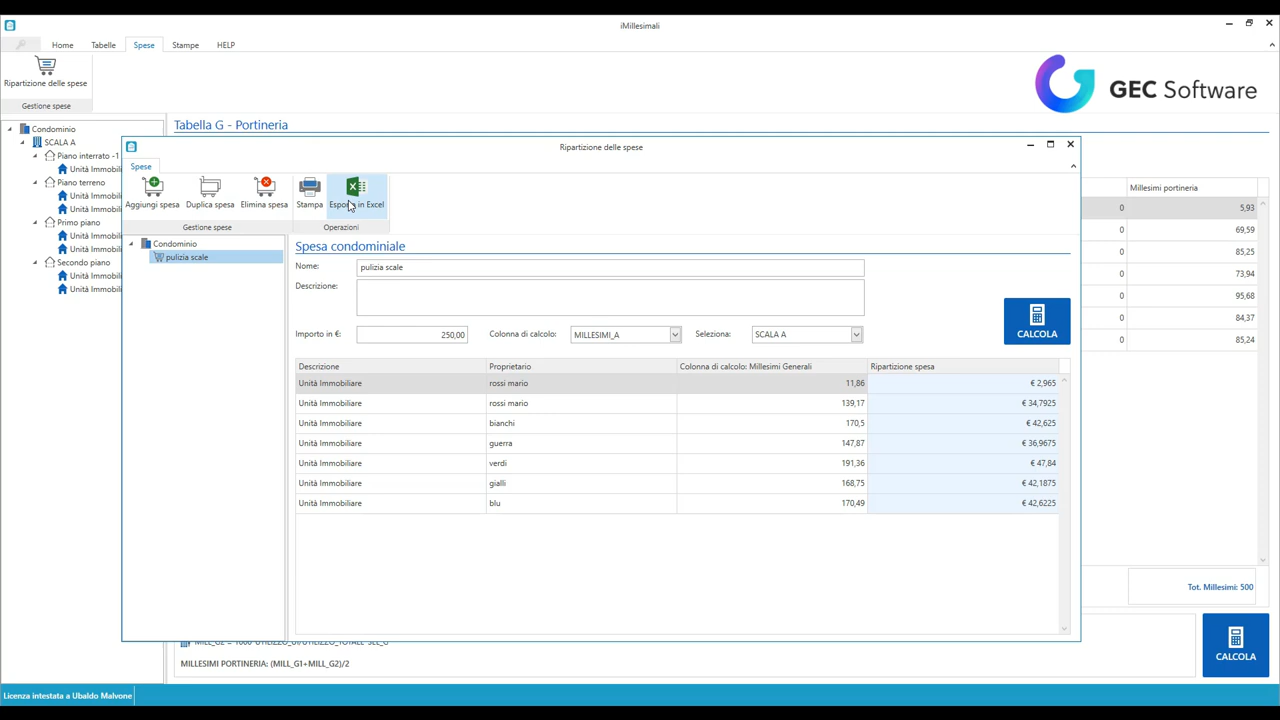 iMillesimali
Home Tabelle Spese Stampe HELP
Ripartizione delle spese
Gestione spese
GEC Software
Condominio
SCALA A
Piano interrato -1
Unità Immobili
Piano terreno
Unità Immobili
Unità Immobili
Primo piano
Unità Immobili
Unità Immobili
Secondo piano
Unità Immobili
Unità Immobili
Tabella G - Portineria
Ripartizione delle spese
Spese
Aggiungi spesa Duplica spesa Elimina spesa Stampa Esporta in Excel
Gestione spese Operazioni
Condominio
pulizia scale
Spesa condominiale
Nome: pulizia scale
Descrizione:
Importo in €: 250,00 Colonna di calcolo: MILLESIMI_A Seleziona: SCALA A
CALCOLA
Descrizione Proprietario Colonna di calcolo: Millesimi Generali Ripartizione spesa
Unità Immobiliare rossi mario 11,86 € 2,965
Unità Immobiliare rossi mario 139,17 € 34,7925
Unità Immobiliare bianchi 170,5 € 42,625
Unità Immobiliare guerra 147,87 € 36,9675
Unità Immobiliare verdi 191,36 € 47,84
Unità Immobiliare gialli 168,75 € 42,1875
Unità Immobiliare blu 170,49 € 42,6225
Millesimi portineria
0 5,93
0 69,59
0 85,25
0 73,94
0 95,68
0 84,37
0 85,24
Tot. Millesimi: 500
MILLESIMI PORTINERIA: (MILL_G1+MILL_G2)/2
CALCOLA
Licenza intestata a Ubaldo Malvone